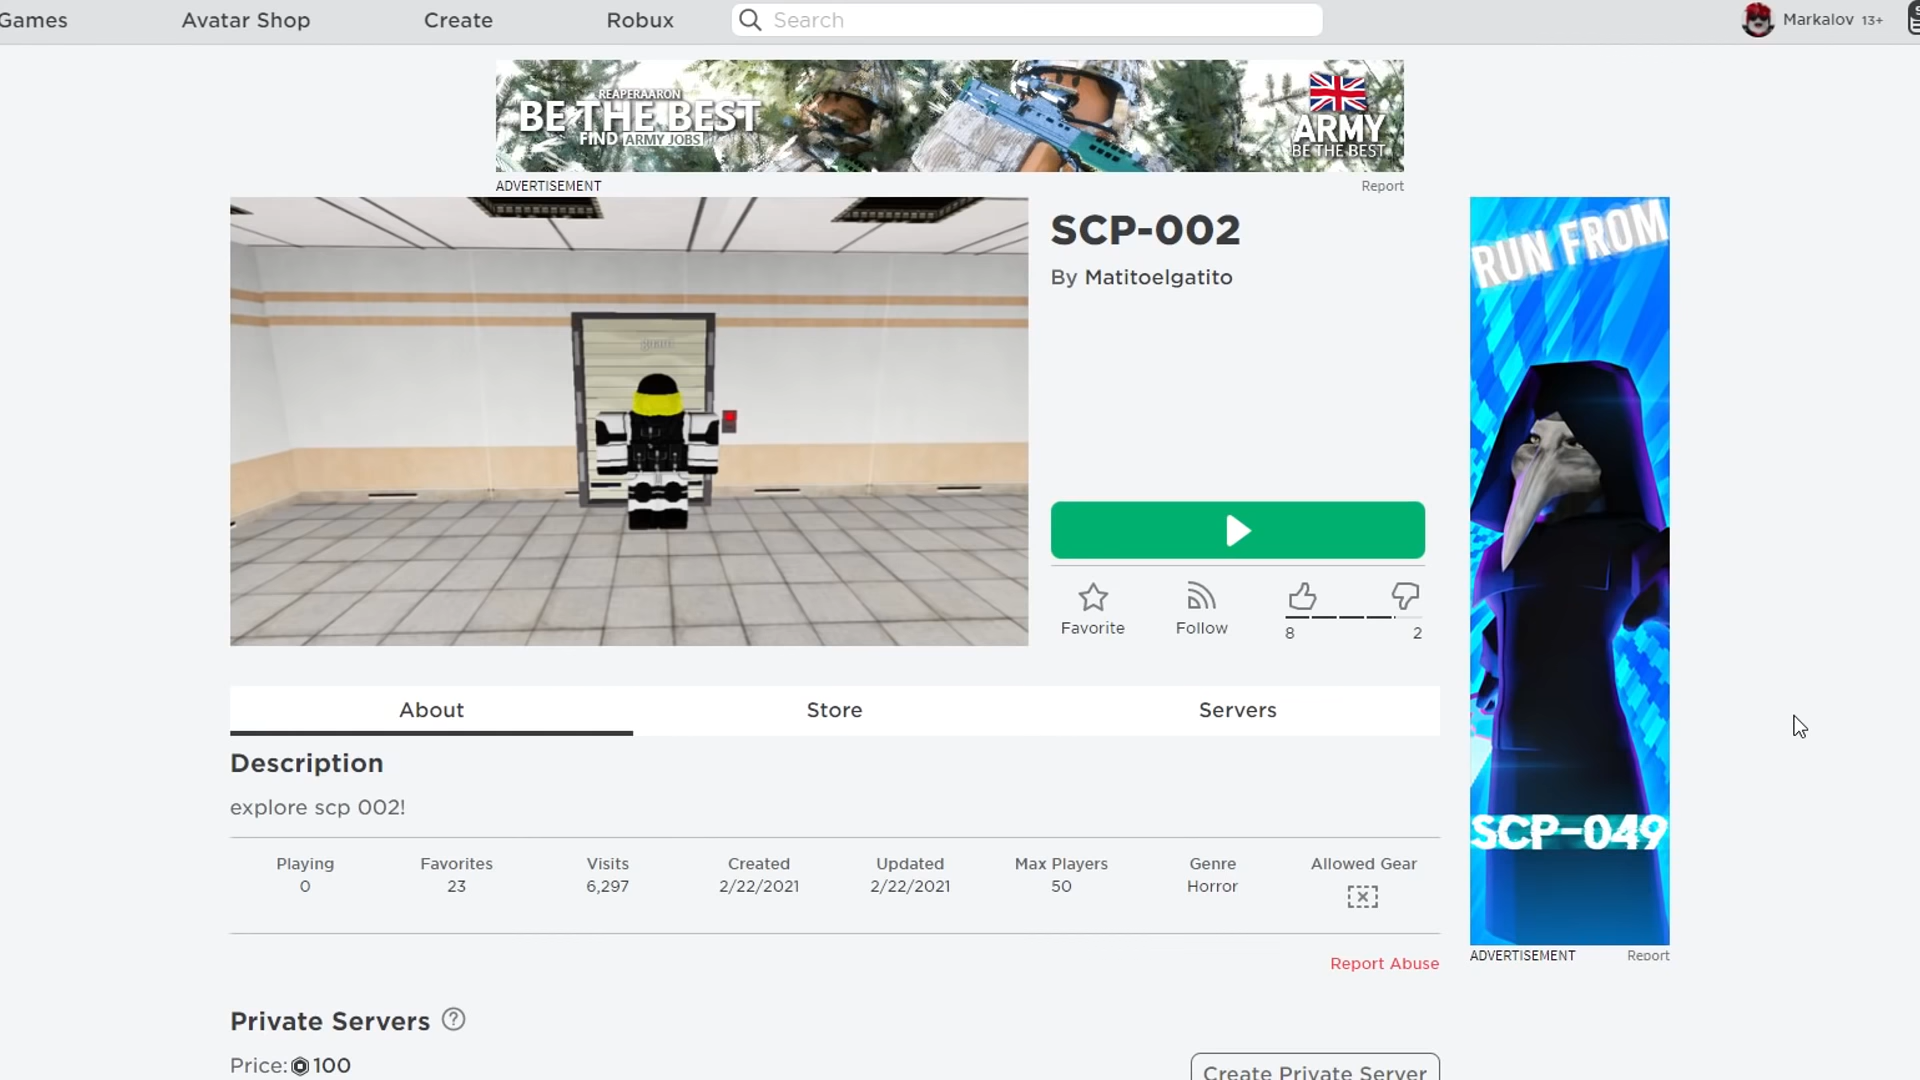 Games
Avatar Shop
Create
Robux
Search
Markalov 13+
REAPERAARON
BE THE BEST
FIND ARMY JOBS
ARMY
BE THE BEST
ADVERTISEMENT
Report
guard
SCP-002
By Matitoelgatito
Favorite
Follow
8
2
RUN FROM
SCP-049
ADVERTISEMENT
Report
About
Store
Servers
Description
explore scp 002!
Playing
0
Favorites
23
Visits
6,297
Created
2/22/2021
Updated
2/22/2021
Max Players
50
Genre
Horror
Allowed Gear
Report Abuse
Private Servers
Price: 100
Create Private Server